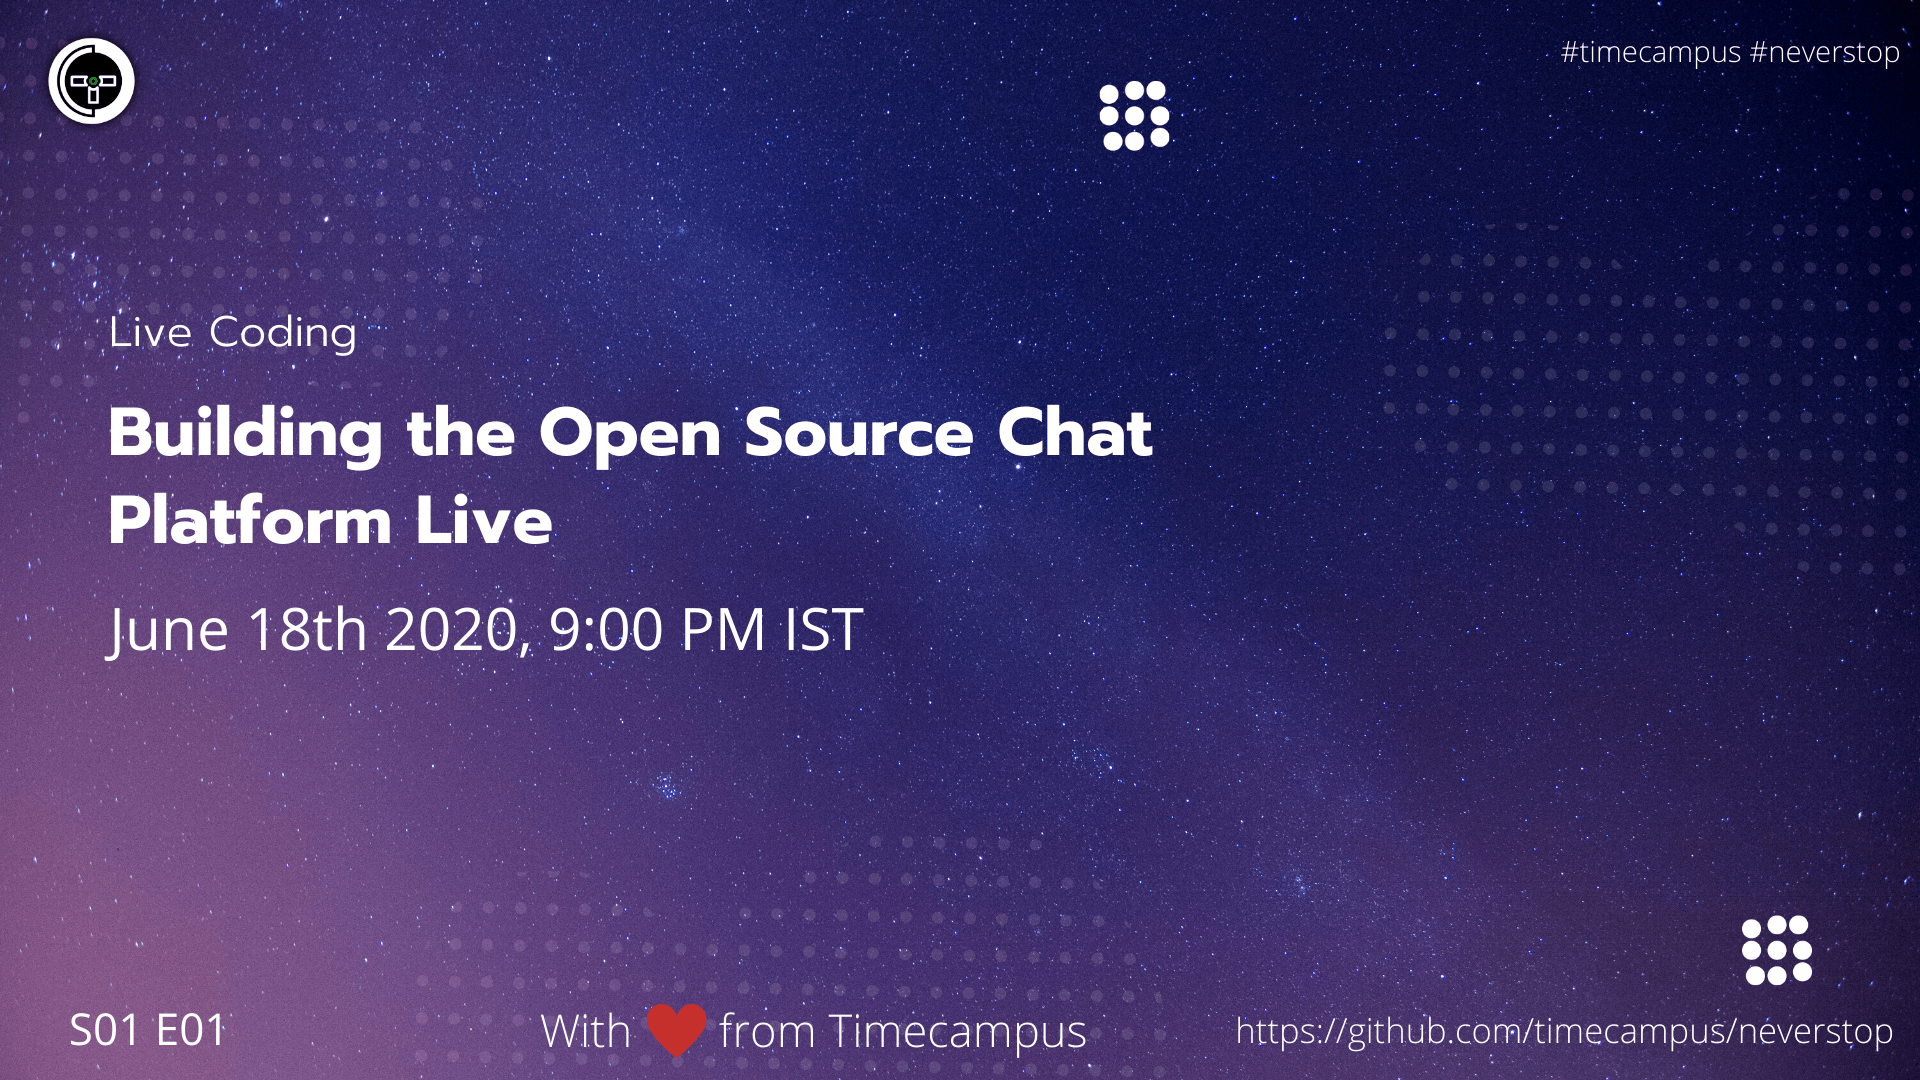 #timecampus #neverstop
Live Coding
Building the Open Source Chat
Platform Live
June 18th 2020, 9:00 PM IST
S01 E01
With ❤ from Timecampus
https://github.com/timecampus/neverstop